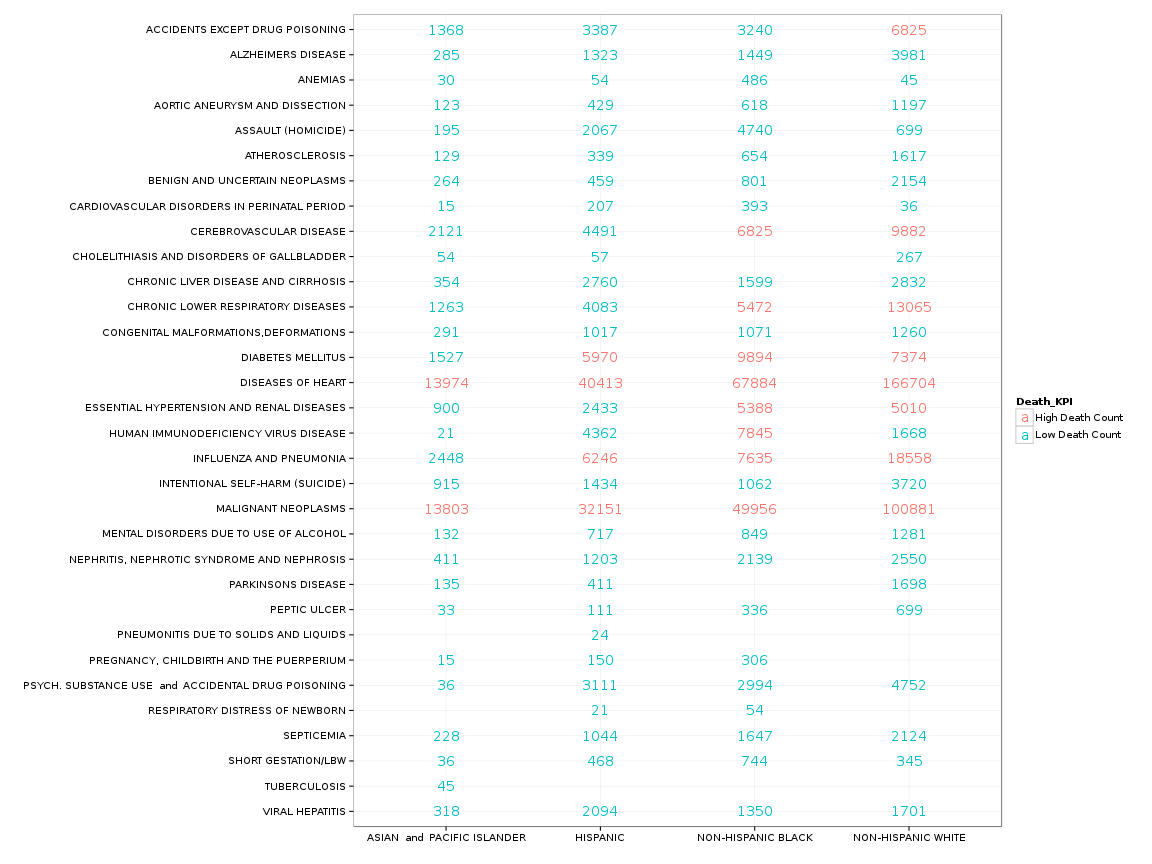 ACCIDENTS EXCEPT DRUG POISONING 1368 3387 3240 6825
ALZHEIMERS DISEASE 285 1323 1449 3981
ANEMIAS 30 54 486 45
AORTIC ANEURYSM AND DISSECTION 123 429 618 1197
ASSAULT (HOMICIDE) 195 2067 4740 699
ATHEROSCLEROSIS 129 339 654 1617
BENIGN AND UNCERTAIN NEOPLASMS 264 459 801 2154
CARDIOVASCULAR DISORDERS IN PERINATAL PERIOD 15 207 393 36
CEREBROVASCULAR DISEASE 2121 4491 6825 9882
CHOLELITHIASIS AND DISORDERS OF GALLBLADDER 54 57 267
CHRONIC LIVER DISEASE AND CIRRHOSIS 354 2760 1599 2832
CHRONIC LOWER RESPIRATORY DISEASES 1263 4083 5472 13065
CONGENITAL MALFORMATIONS,DEFORMATIONS 291 1017 1071 1260
DIABETES MELLITUS 1527 5970 9894 7374
DISEASES OF HEART 13974 40413 67884 166704
ESSENTIAL HYPERTENSION AND RENAL DISEASES 900 2433 5388 5010
HUMAN IMMUNODEFICIENCY VIRUS DISEASE 21 4362 7845 1668
INFLUENZA AND PNEUMONIA 2448 6246 7635 18558
INTENTIONAL SELF-HARM (SUICIDE) 915 1434 1062 3720
MALIGNANT NEOPLASMS 13803 32151 49956 100881
MENTAL DISORDERS DUE TO USE OF ALCOHOL 132 717 849 1281
NEPHRITIS, NEPHROTIC SYNDROME AND NEPHROSIS 411 1203 2139 2550
PARKINSONS DISEASE 135 411 1698
PEPTIC ULCER 33 111 336 699
PNEUMONITIS DUE TO SOLIDS AND LIQUIDS 24
PREGNANCY, CHILDBIRTH AND THE PUERPERIUM 15 150 306
PSYCH. SUBSTANCE USE and ACCIDENTAL DRUG POISONING 36 3111 2994 4752
RESPIRATORY DISTRESS OF NEWBORN 21 54
SEPTICEMIA 228 1044 1647 2124
SHORT GESTATION/LBW 36 468 744 345
TUBERCULOSIS 45
VIRAL HEPATITIS 318 2094 1350 1701
ASIAN and PACIFIC ISLANDER HISPANIC NON-HISPANIC BLACK NON-HISPANIC WHITE
Death_KPI
a High Death Count
a Low Death Count